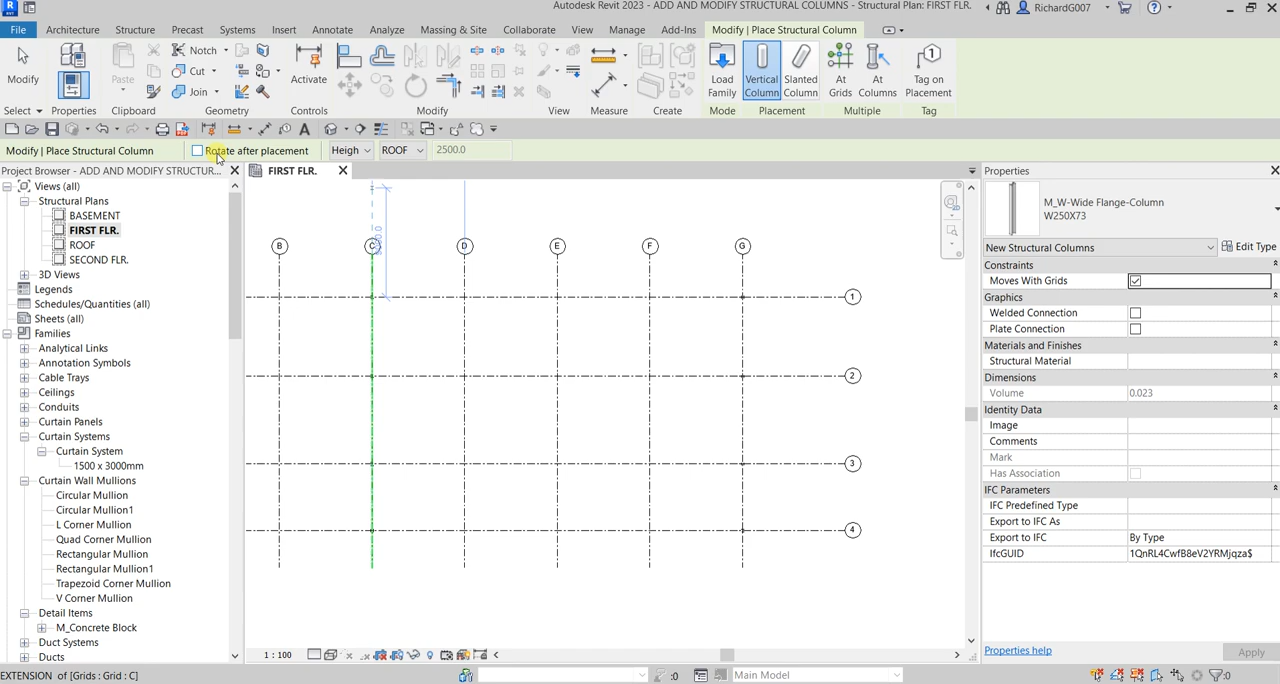 Autodesk Revit 2023 - ADD AND MODIFY STRUCTURAL COLUMNS - Structural Plan: FIRST FLR.
RichardG007
File Architecture Structure Precast Systems Insert Annotate Analyze Massing & Site Collaborate View Manage Add-Ins Modify | Place Structural Column
Modify
Paste
Notch
Cut
Join
Activate
Load Family
Vertical Column
Slanted Column
At Grids
At Columns
Tag on Placement
Select Properties Clipboard Geometry Controls Modify View Measure Create Mode Placement Multiple Tag
Modify | Place Structural Column Rotate after placement Heigh ROOF 2500.0
Project Browser - ADD AND MODIFY STRUCTUR...
FIRST FLR.
Properties
Views (all)
Structural Plans
BASEMENT
FIRST FLR.
ROOF
SECOND FLR.
3D Views
Legends
Schedules/Quantities (all)
Sheets (all)
Families
Analytical Links
Annotation Symbols
Cable Trays
Ceilings
Conduits
Curtain Panels
Curtain Systems
Curtain System
1500 x 3000mm
Curtain Wall Mullions
Circular Mullion
Circular Mullion1
L Corner Mullion
Quad Corner Mullion
Rectangular Mullion
Rectangular Mullion1
Trapezoid Corner Mullion
V Corner Mullion
Detail Items
M_Concrete Block
Duct Systems
Ducts
B C D E F G
1
2
3
4
M_W-Wide Flange-Column
W250X73
New Structural Columns Edit Type
Constraints
Moves With Grids
Graphics
Welded Connection
Plate Connection
Materials and Finishes
Structural Material
Dimensions
Volume 0.023
Identity Data
Image
Comments
Mark
Has Association
IFC Parameters
IFC Predefined Type
Export to IFC As
Export to IFC By Type
IfcGUID 1QnRL4CwfB8eV2YRMjqza$
Properties help Apply
1 : 100
EXTENSION of [Grids : Grid : C] :0 Main Model :0